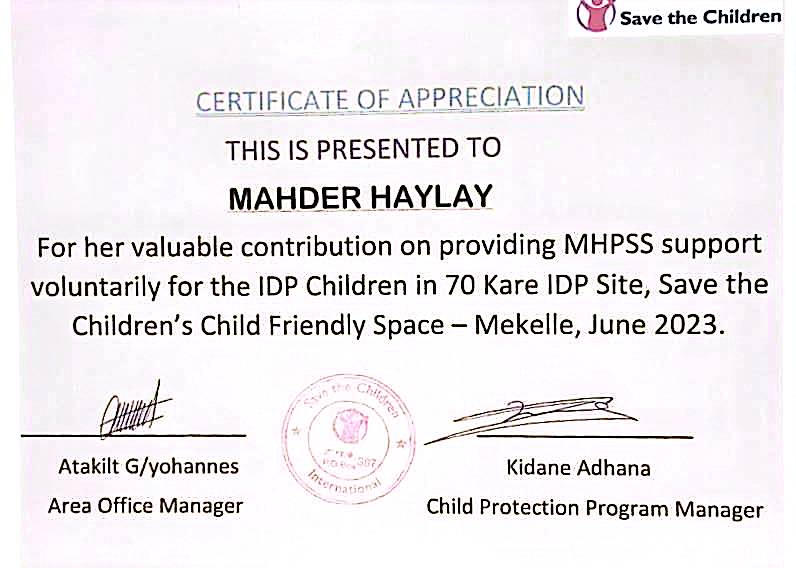 Save the Children
CERTIFICATE OF APPRECIATION
THIS IS PRESENTED TO
MAHDER HAYLAY
For her valuable contribution on providing MHPSS support
voluntarily for the IDP Children in 70 Kare IDP Site, Save the
Children's Child Friendly Space – Mekelle, June 2023.
Save the Children
International
Atakilt G/yohannes
Kidane Adhana
Area Office Manager
Child Protection Program Manager